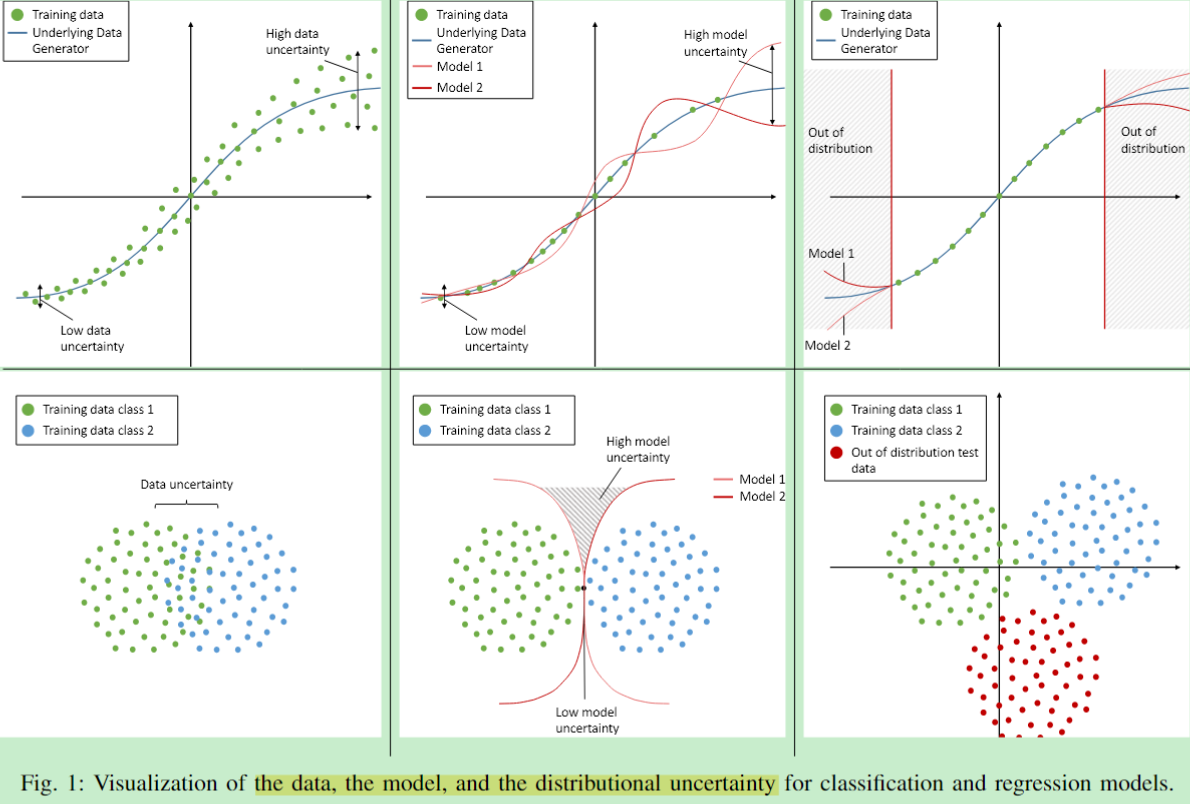 Training data
Underlying Data
Generator
High data
uncertainty
Low data
uncertainty
Training data
Underlying Data
Generator
Model 1
Model 2
High model
uncertainty
Low model
uncertainty
Training data
Underlying Data
Generator
Out of
distribution
Out of
distribution
Model 1
Model 2
Training data class 1
Training data class 2
Data uncertainty
Training data class 1
Training data class 2
High model
uncertainty
Model 1
Model 2
Low model
uncertainty
Training data class 1
Training data class 2
Out of distribution test
data
Fig. 1: Visualization of the data, the model, and the distributional uncertainty for classification and regression models.